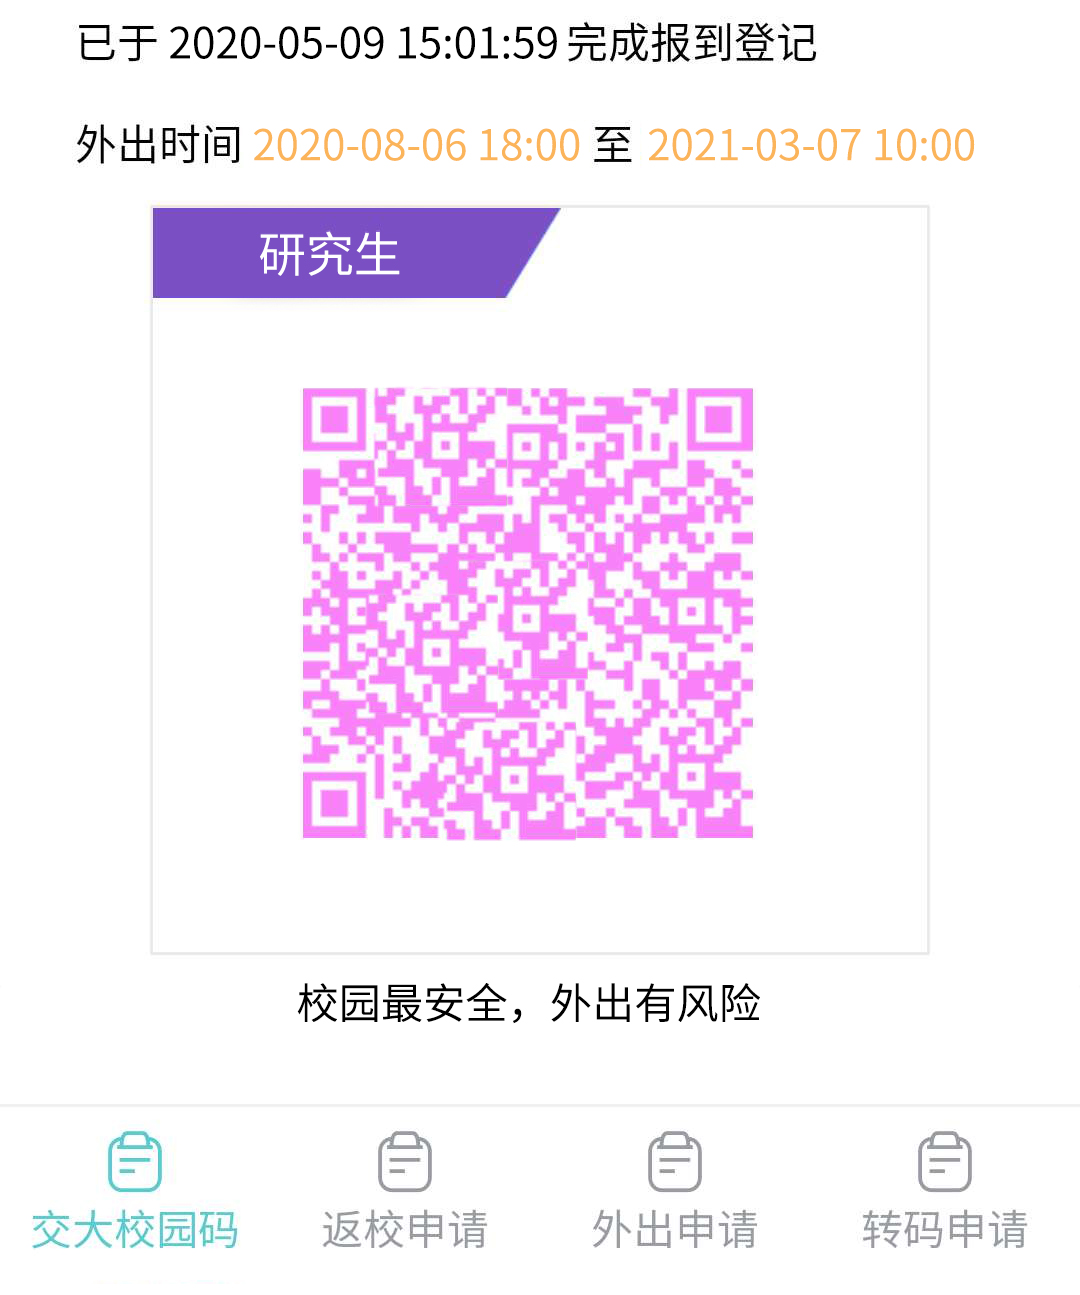 已于 2020-05-09 15:01:59 完成报到登记
外出时间 2020-08-06 18:00 至 2021-03-07 10:00
研究生
校园最安全，外出有风险
交大校园码
返校申请
外出申请
转码申请